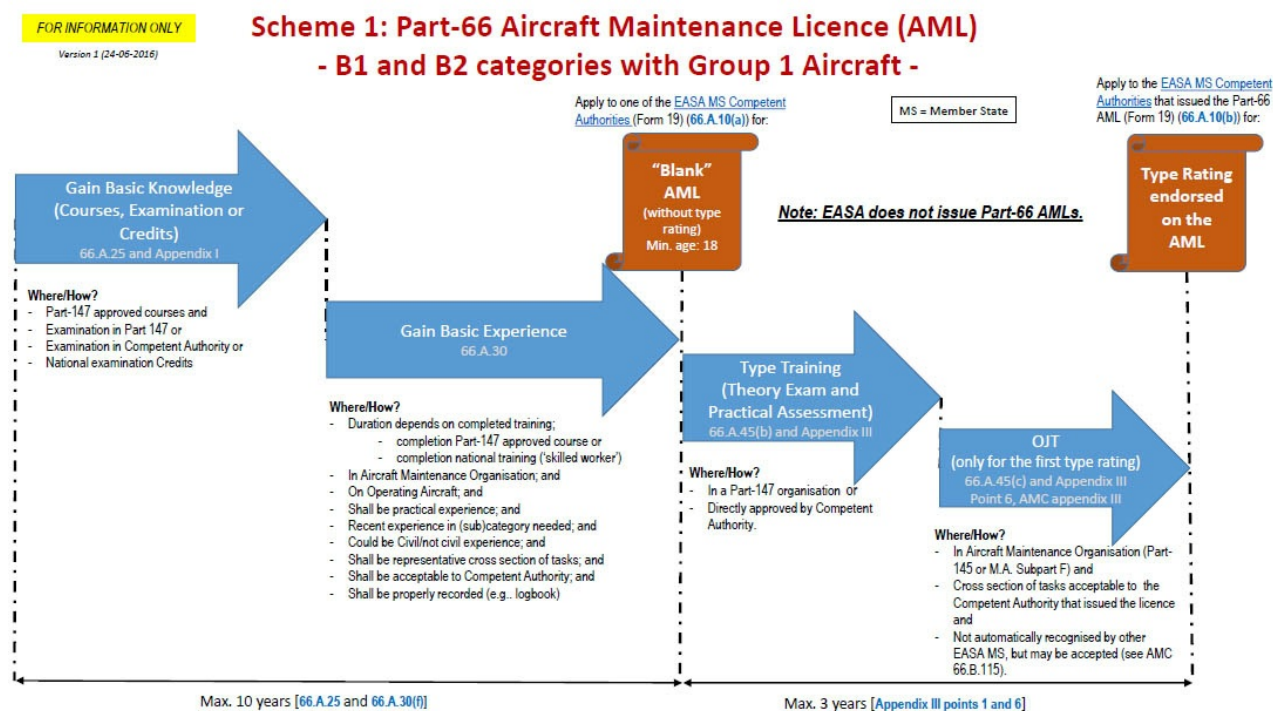 FOR INFORMATION ONLY
Version 1 (24-06-2016)
Scheme 1: Part-66 Aircraft Maintenance Licence (AML)
- B1 and B2 categories with Group 1 Aircraft -
Apply to one of the EASA MS Competent
Authorities (Form 19) (66.A.10(a)) for:
MS = Member State
Apply to the EASA MS Competent
Authorities that issued the Part-66
AML (Form 19) (66.A.10(b)) for:
"Blank"
AML
(without type
rating)
Min. age: 18
Note: EASA does not issue Part-66 AMLs.
Type Rating
endorsed
on the
AML
Gain Basic Knowledge
(Courses, Examination or
Credits)
66.A.25 and Appendix I
Where/How?
- Part-147 approved courses and
- Examination in Part 147 or
- Examination in Competent Authority or
- National examination Credits
Gain Basic Experience
66.A.30
Where/How?
- Duration depends on completed training;
- completion Part-147 approved course or
- completion national training ('skilled worker')
- In Aircraft Maintenance Organisation; and
- On Operating Aircraft; and
- Shall be practical experience; and
- Recent experience in (sub)category needed; and
- Could be Civil/not civil experience; and
- Shall be representative cross section of tasks; and
- Shall be acceptable to Competent Authority; and
- Shall be properly recorded (e.g.. logbook)
Type Training
(Theory Exam and
Practical Assessment)
66.A.45(b) and Appendix III
Where/How?
- In a Part-147 organisation or
- Directly approved by Competent
Authority.
OJT
(only for the first type rating)
66.A.45(c) and Appendix III
Point 6, AMC appendix III
Where/How?
- In Aircraft Maintenance Organisation (Part-
145 or M.A. Subpart F) and
- Cross section of tasks acceptable to the
Competent Authority that issued the licence
and
- Not automatically recognised by other
EASA MS, but may be accepted (see AMC
66.B.115).
Max. 10 years [66.A.25 and 66.A.30(f)]
Max. 3 years [Appendix III points 1 and 6]